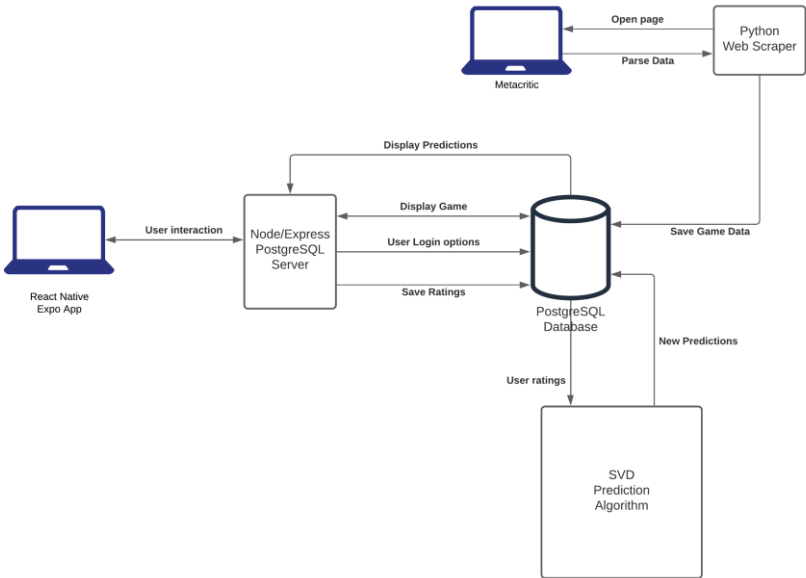 Open page
Python
Web Scraper
Parse Data
Metacritic
Display Predictions
Display Game
User interaction
Node/Express
PostgreSQL
Server
User Login options
Save Game Data
Save Ratings
React Native
Expo App
PostgreSQL
Database
New Predictions
User ratings
SVD
Prediction
Algorithm